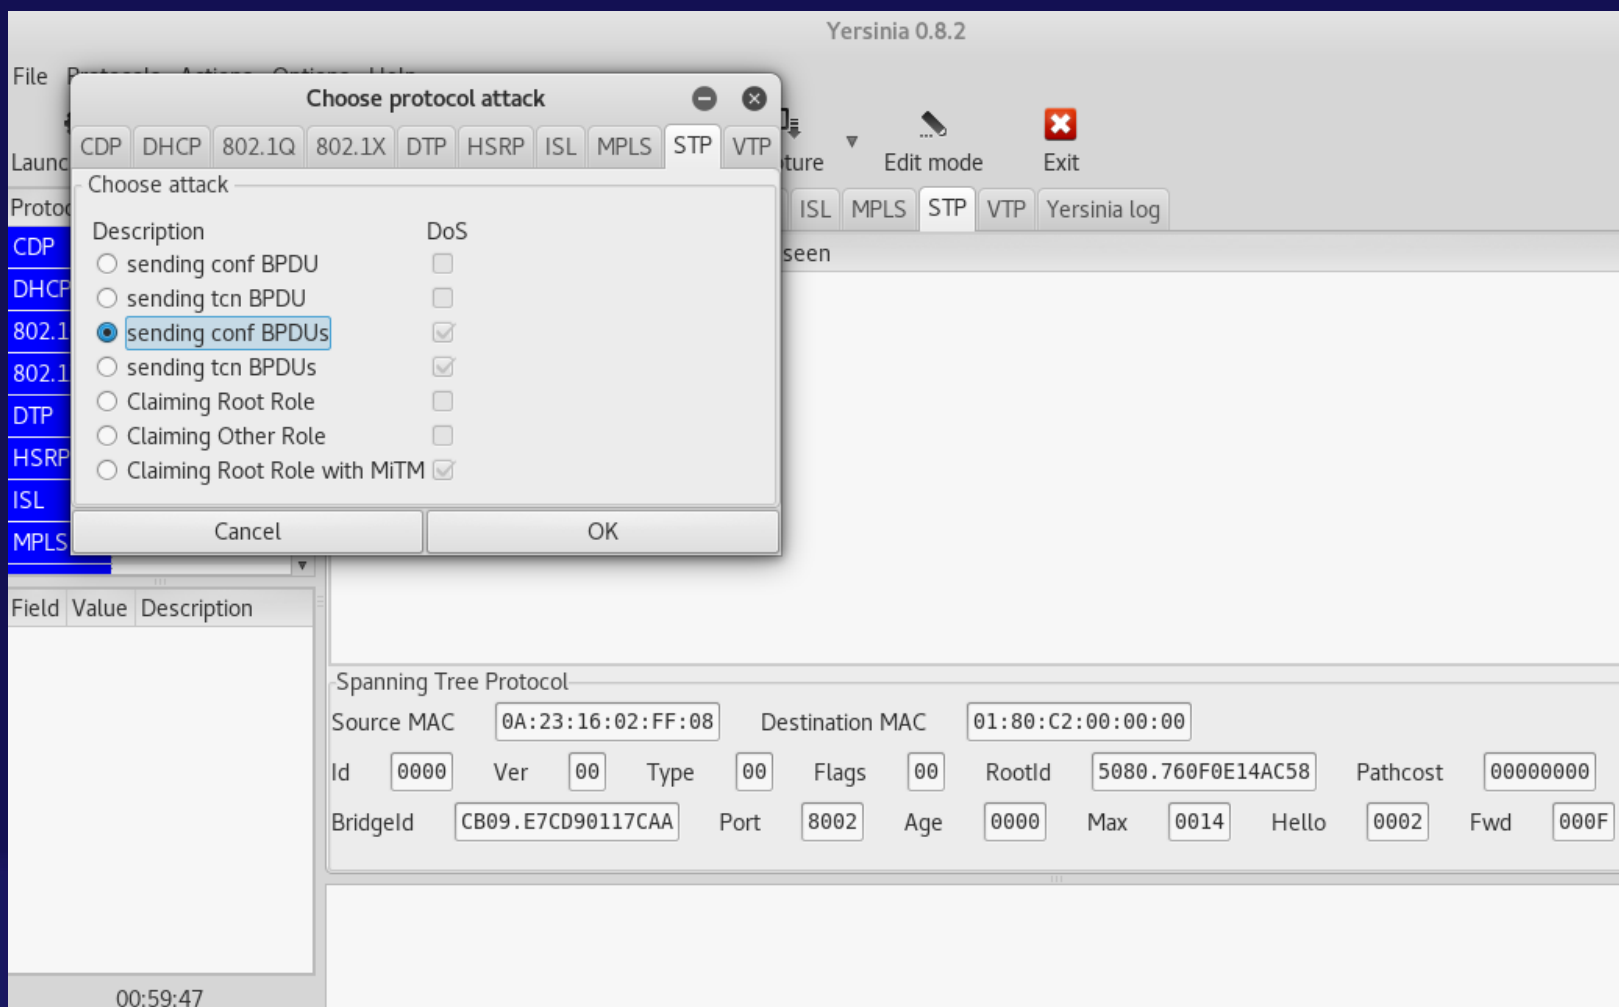 Yersinia 0.8.2
File
Choose protocol attack
CDP DHCP 802.1Q 802.1X DTP HSRP ISL MPLS STP VTP
Launc
ture
Edit mode
Exit
Choose attack
Protoc
ISL MPLS STP VTP Yersinia log
Description DoS
seen
CDP
sending conf BPDU
DHCP
sending tcn BPDU
802.1
sending conf BPDUs
802.1
sending tcn BPDUs
Claiming Root Role
DTP
Claiming Other Role
HSRP
Claiming Root Role with MiTM
ISL
Cancel OK
MPLS
Field Value Description
Spanning Tree Protocol
Source MAC 0A:23:16:02:FF:08 Destination MAC 01:80:C2:00:00:00
Id 0000 Ver 00 Type 00 Flags 00 RootId 5080.760F0E14AC58 Pathcost 00000000
BridgeId CB09.E7CD90117CAA Port 8002 Age 0000 Max 0014 Hello 0002 Fwd 000F
00:59:47